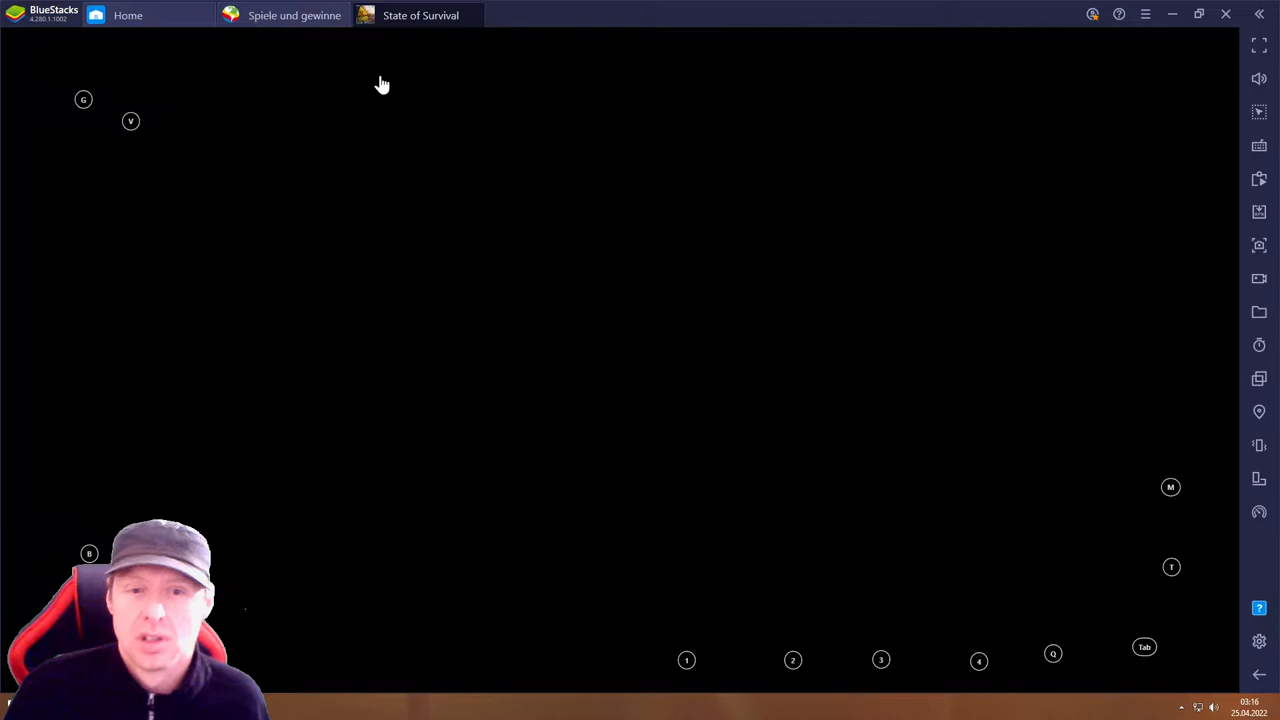 BlueStacks
4.280.1.1002
Home
Spiele und gewinne
State of Survival
G
V
M
B
T
1
2
3
4
Q
Tab
03:16
25.04.2022